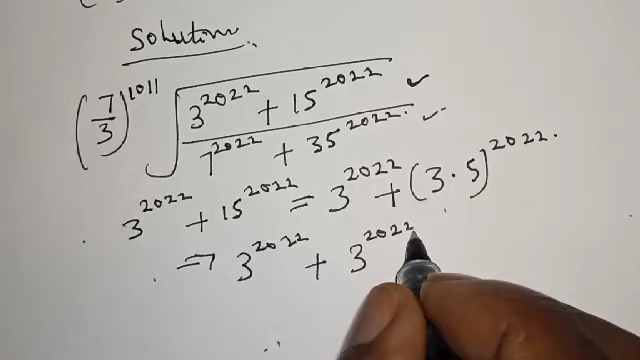 Solution
(7/3)^1011 √((3^2022 + 15^2022)/(7^2022 + 35^2022)) ✓
3^2022 + 15^2022 = 3^2022 + (3·5)^2022
⇒ 3^2022 + 3^2022